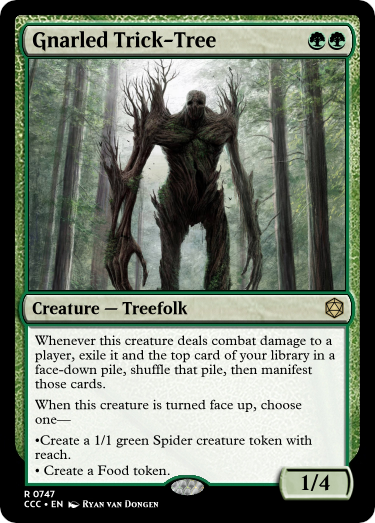 Gnarled Trick-Tree
Creature — Treefolk
Whenever this creature deals combat damage to a
player, exile it and the top card of your library in a
face-down pile, shuffle that pile, then manifest
those cards.
When this creature is turned face up, choose
one—
•Create a 1/1 green Spider creature token with
reach.
• Create a Food token.
1/4
R 0747
CCC • EN Ryan van Dongen